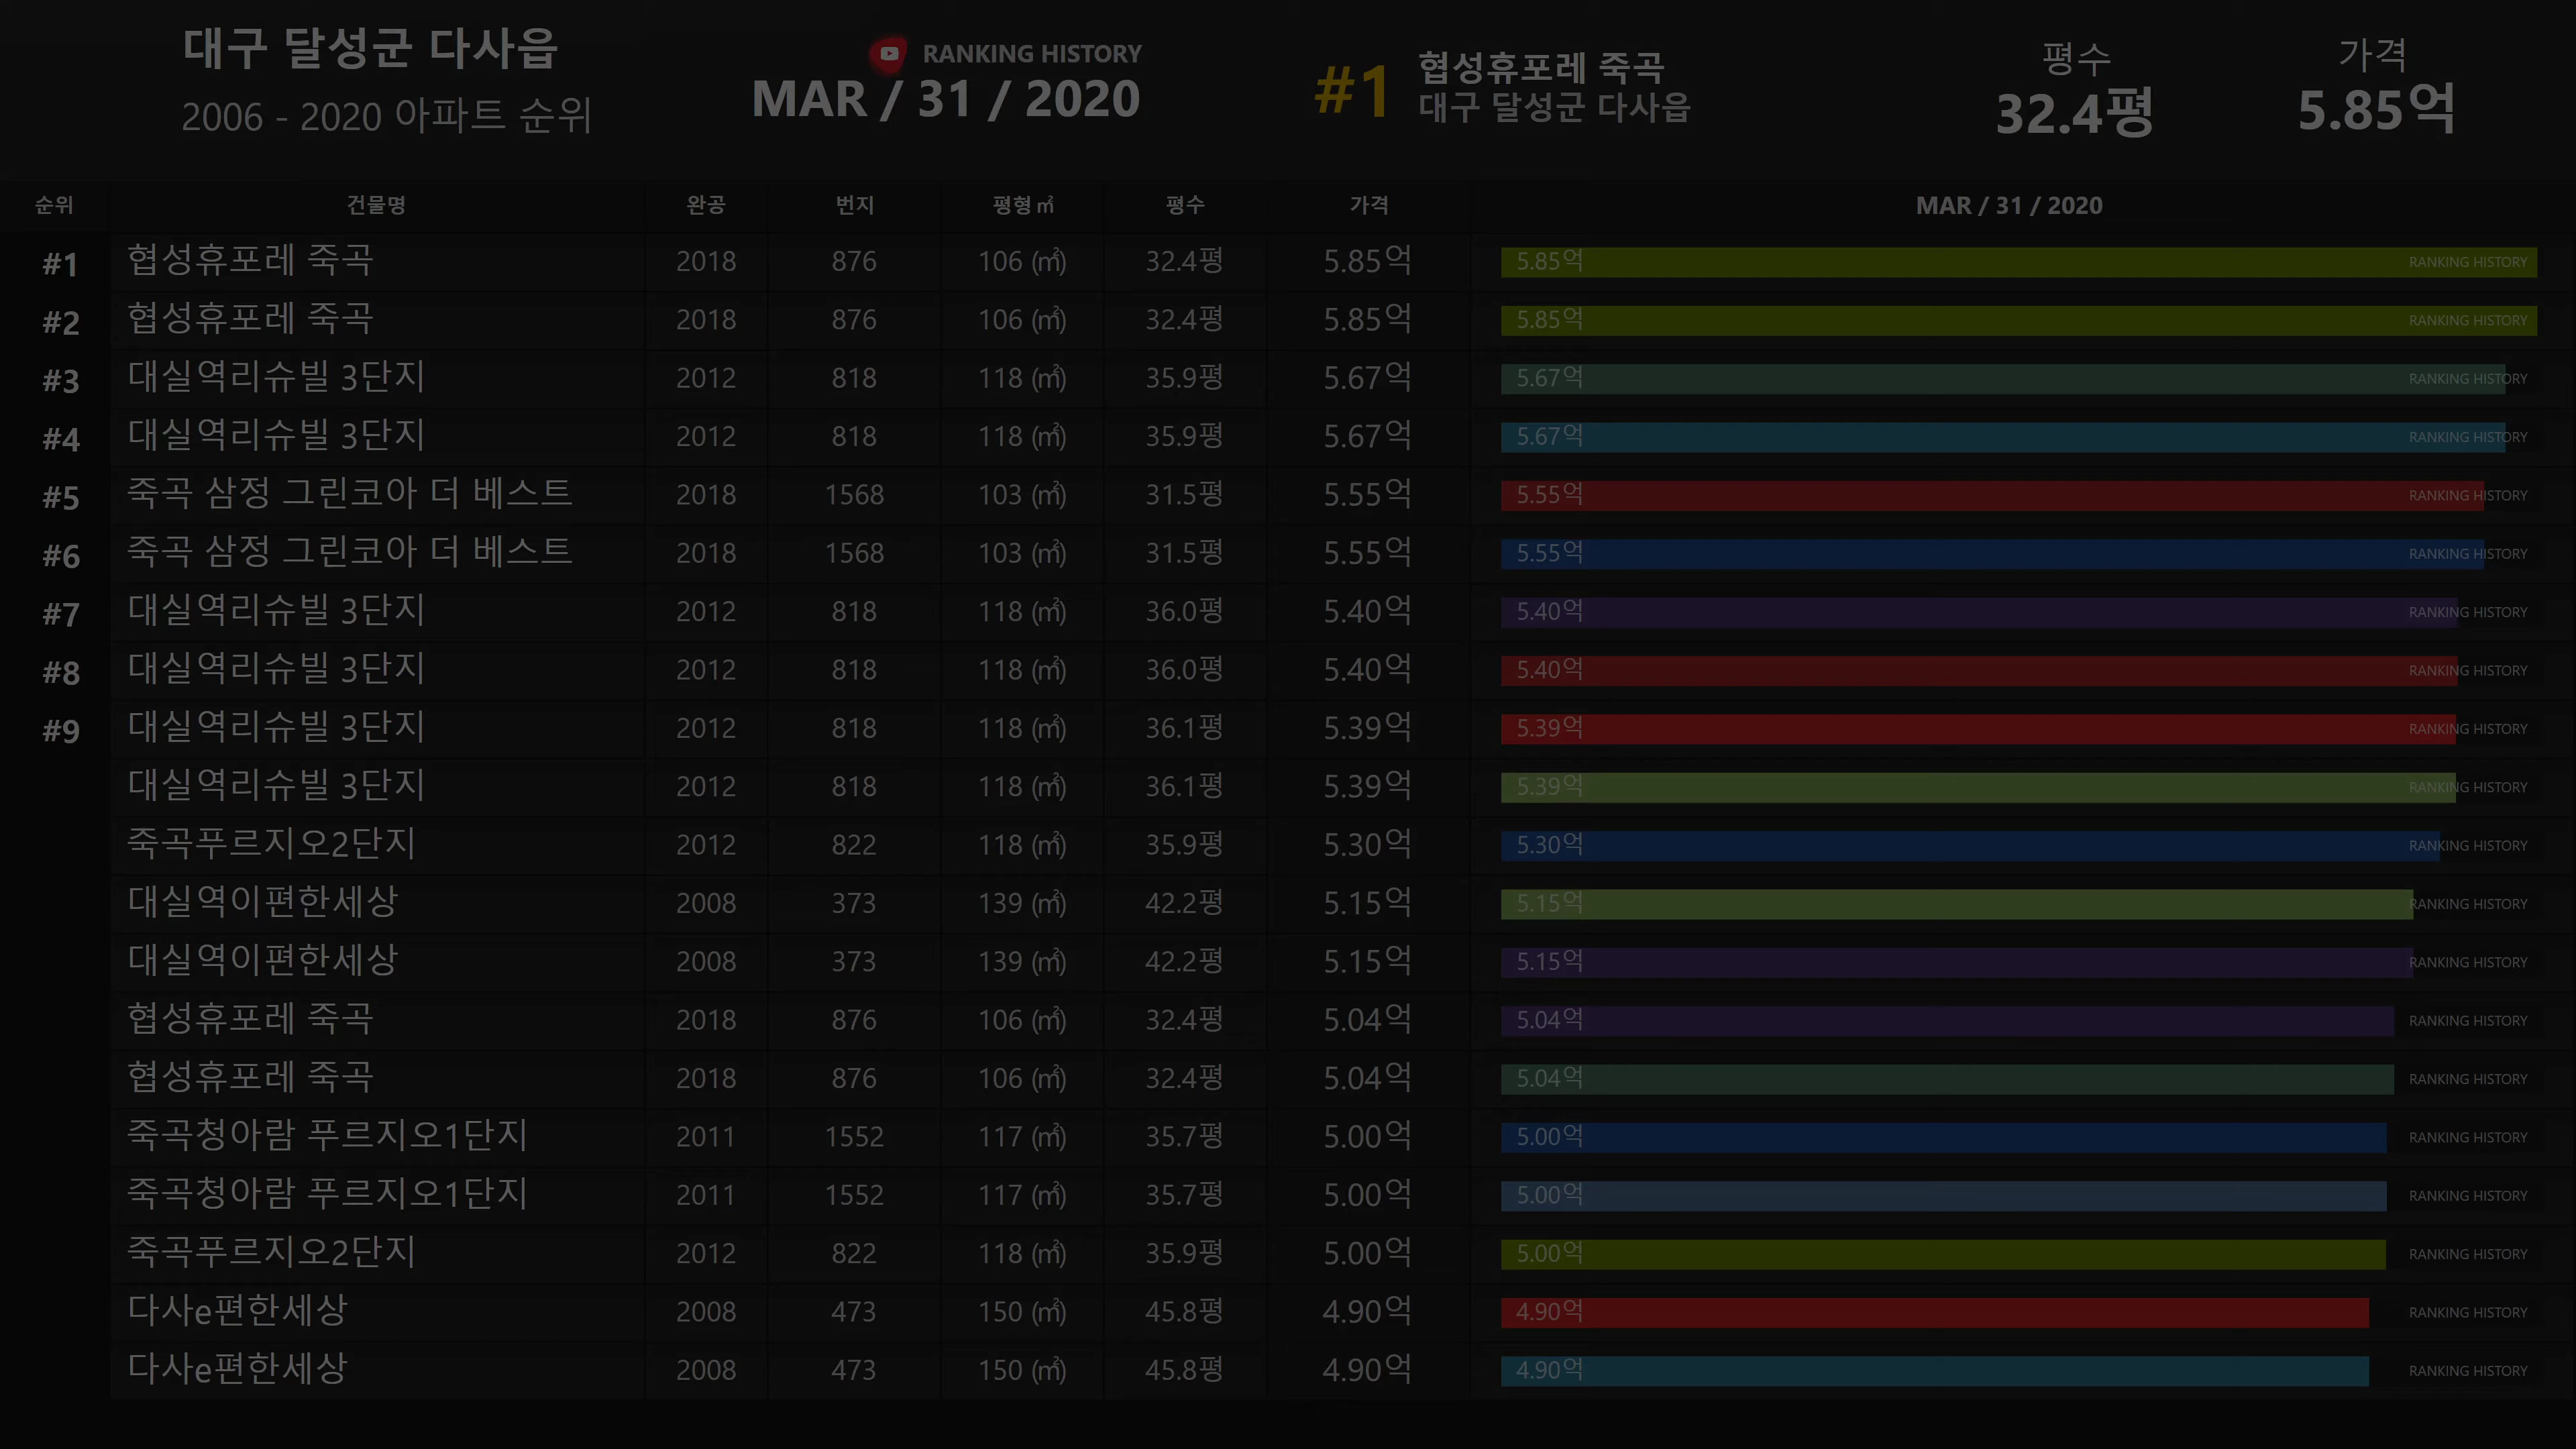 대구 달성군 다사읍
2006 - 2020 아파트 순위
RANKING HISTORY
MAR / 31 / 2020
#1
협성휴포레 죽곡
대구 달성군 다사읍
평수
32.4평
가격
5.85억
순위 건물명 완공 번지 평형㎡ 평수 가격 MAR / 31 / 2020
#1 협성휴포레 죽곡 2018 876 106 (㎡) 32.4평 5.85억 5.85억 RANKING HISTORY
#2 협성휴포레 죽곡 2018 876 106 (㎡) 32.4평 5.85억 5.85억 RANKING HISTORY
#3 대실역리슈빌 3단지 2012 818 118 (㎡) 35.9평 5.67억 5.67억 RANKING HISTORY
#4 대실역리슈빌 3단지 2012 818 118 (㎡) 35.9평 5.67억 5.67억 RANKING HISTORY
#5 죽곡 삼정 그린코아 더 베스트 2018 1568 103 (㎡) 31.5평 5.55억 5.55억 RANKING HISTORY
#6 죽곡 삼정 그린코아 더 베스트 2018 1568 103 (㎡) 31.5평 5.55억 5.55억 RANKING HISTORY
#7 대실역리슈빌 3단지 2012 818 118 (㎡) 36.0평 5.40억 5.40억 RANKING HISTORY
#8 대실역리슈빌 3단지 2012 818 118 (㎡) 36.0평 5.40억 5.40억 RANKING HISTORY
#9 대실역리슈빌 3단지 2012 818 118 (㎡) 36.1평 5.39억 5.39억 RANKING HISTORY
대실역리슈빌 3단지 2012 818 118 (㎡) 36.1평 5.39억 5.39억 RANKING HISTORY
죽곡푸르지오2단지 2012 822 118 (㎡) 35.9평 5.30억 5.30억 RANKING HISTORY
대실역이편한세상 2008 373 139 (㎡) 42.2평 5.15억 5.15억 RANKING HISTORY
대실역이편한세상 2008 373 139 (㎡) 42.2평 5.15억 5.15억 RANKING HISTORY
협성휴포레 죽곡 2018 876 106 (㎡) 32.4평 5.04억 5.04억 RANKING HISTORY
협성휴포레 죽곡 2018 876 106 (㎡) 32.4평 5.04억 5.04억 RANKING HISTORY
죽곡청아람 푸르지오1단지 2011 1552 117 (㎡) 35.7평 5.00억 5.00억 RANKING HISTORY
죽곡청아람 푸르지오1단지 2011 1552 117 (㎡) 35.7평 5.00억 5.00억 RANKING HISTORY
죽곡푸르지오2단지 2012 822 118 (㎡) 35.9평 5.00억 5.00억 RANKING HISTORY
다사e편한세상 2008 473 150 (㎡) 45.8평 4.90억 4.90억 RANKING HISTORY
다사e편한세상 2008 473 150 (㎡) 45.8평 4.90억 4.90억 RANKING HISTORY